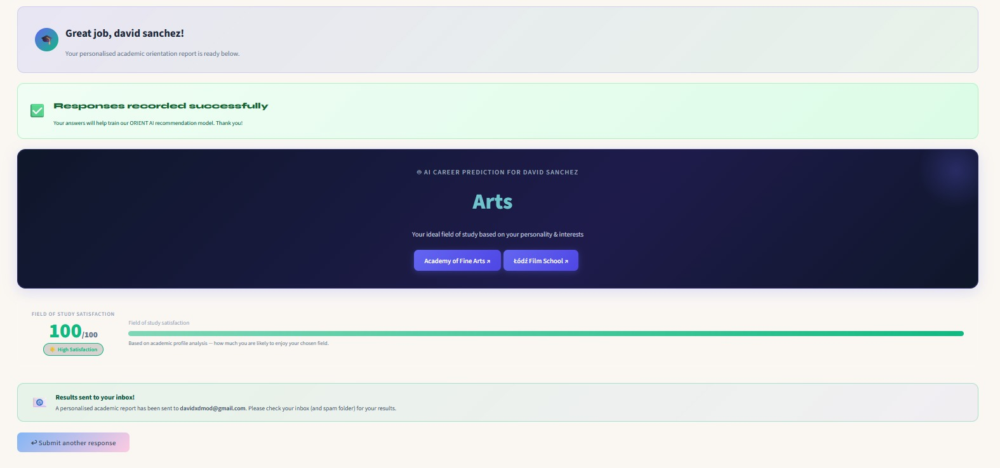 Great job, david sanchez!
Your personalised academic orientation report is ready below.
Responses recorded successfully
Your answers will help train our ORIENT AI recommendation model. Thank you!
AI CAREER PREDICTION FOR DAVID SANCHEZ
Arts
Your ideal field of study based on your personality & interests
Academy of Fine Arts ↗
Łódź Film School ↗
FIELD OF STUDY SATISFACTION
100/100
High Satisfaction
Field of study satisfaction
Based on academic profile analysis — how much you are likely to enjoy your chosen field.
Results sent to your inbox!
A personalised academic report has been sent to davidxdmod@gmail.com. Please check your inbox (and spam folder) for your results.
↩ Submit another response